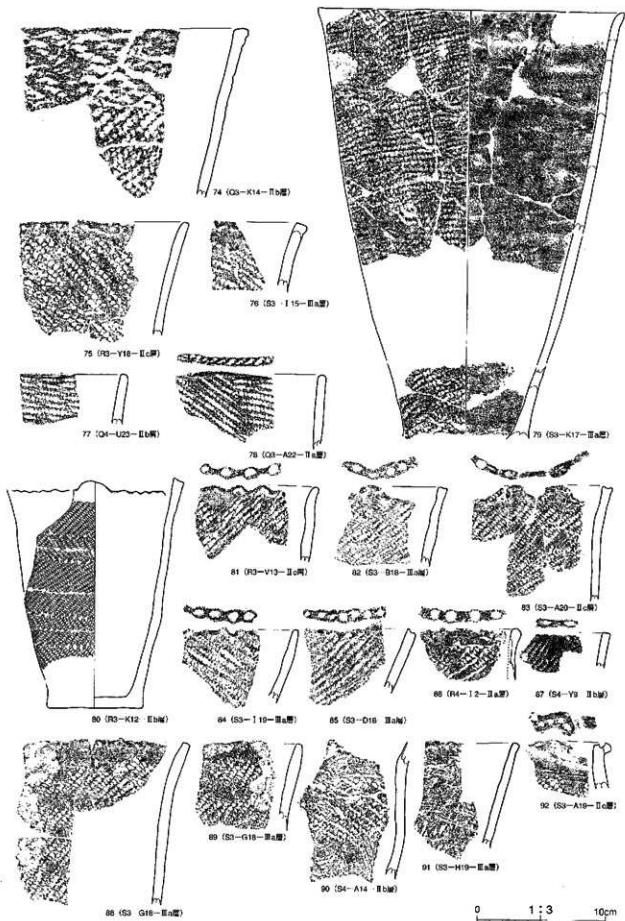 74 (Q3-K14-Ⅱb層)
75 (R3-Y18-Ⅱc層)
76 (S3-I15-Ⅲa層)
77 (Q4-U23-Ⅱb層)
78 (Q3-A22-Ⅱa層)
79 (S3-K17-Ⅲa層)
80 (R3-K12-Ⅱb層)
81 (R3-V13-Ⅱc層)
82 (S3-B18-Ⅲa層)
83 (S3-A20-Ⅱc層)
84 (S3-I19-Ⅲa層)
85 (S3-D18-Ⅲa層)
86 (R4-I2-Ⅱa層)
87 (S4-Y9-Ⅱb層)
88 (S3-G18-Ⅲa層)
89 (S3-G18-Ⅲa層)
90 (S4-A14-Ⅱb層)
91 (S3-H19-Ⅲa層)
92 (S3-A19-Ⅱc層)
0 1:3 10cm